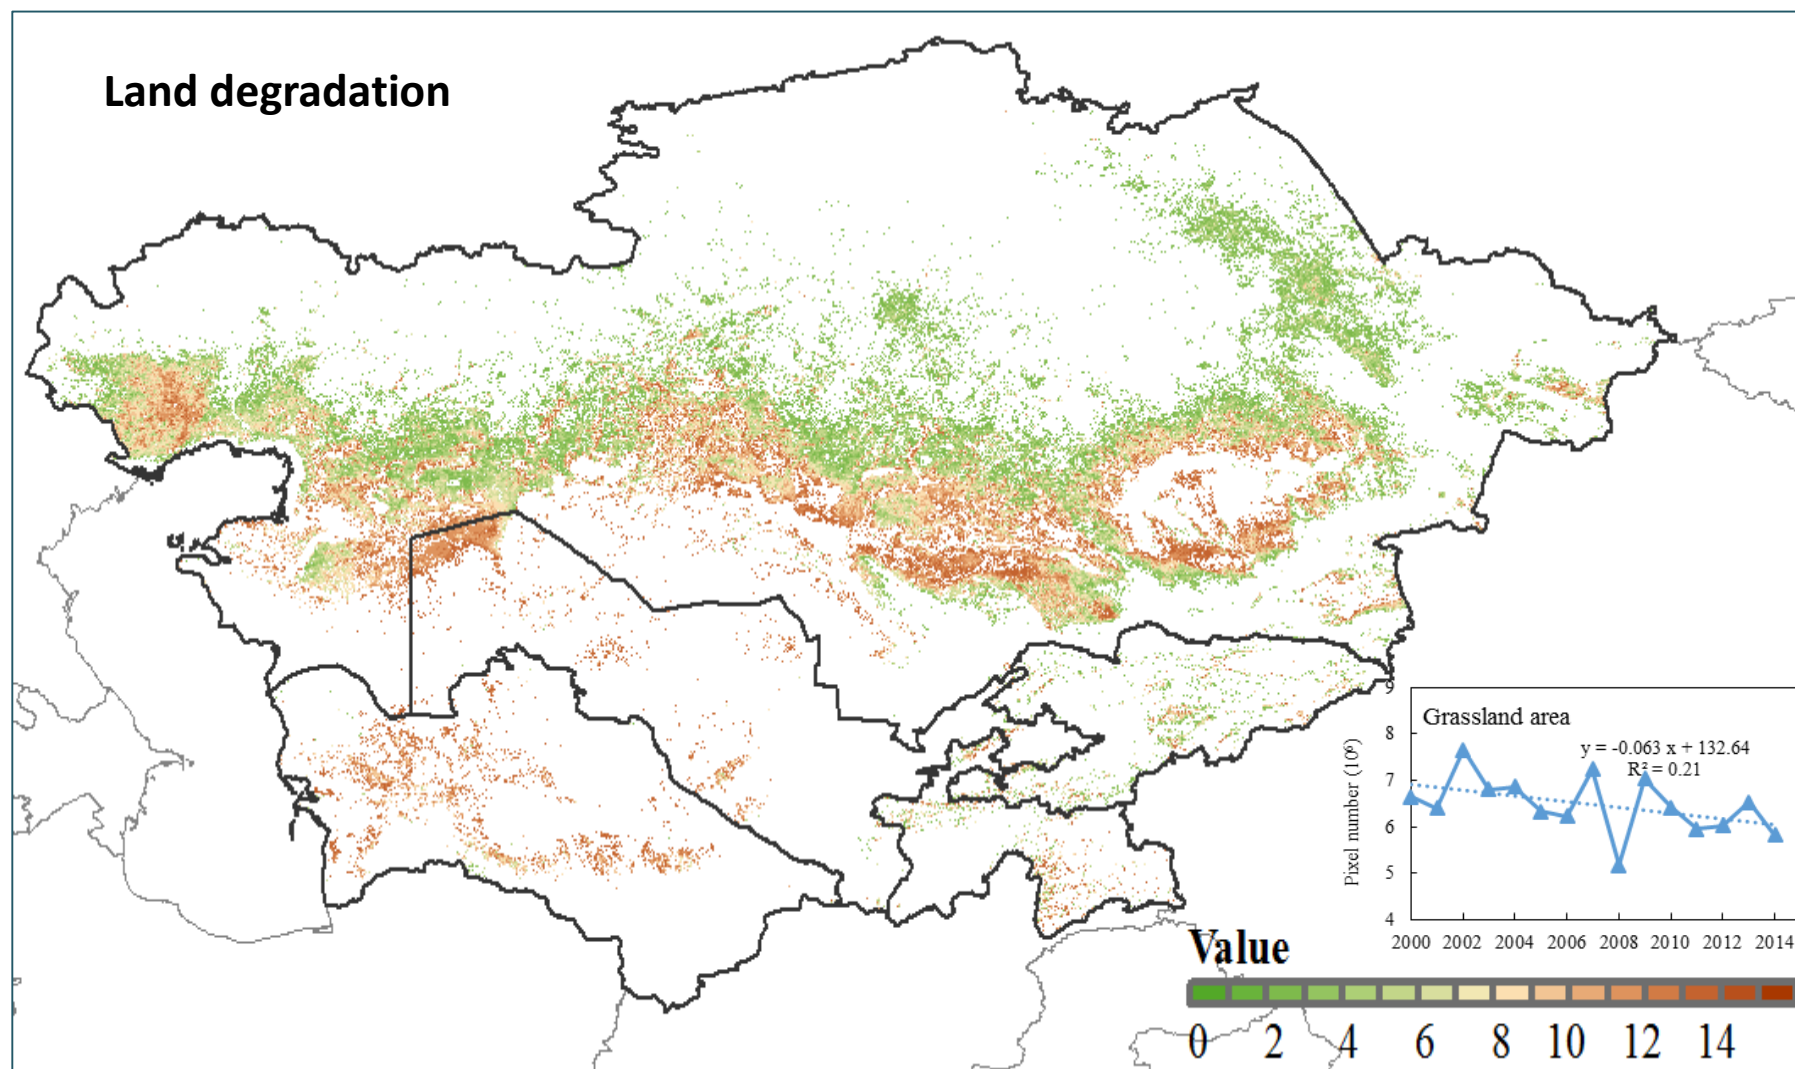 Land degradation
Grassland area
y = -0.063 x + 132.64
R² = 0.21
Pixel number (10⁶)
9
8
7
6
5
4
2000 2002 2004 2006 2008 2010 2012 2014
Value
0 2 4 6 8 10 12 14